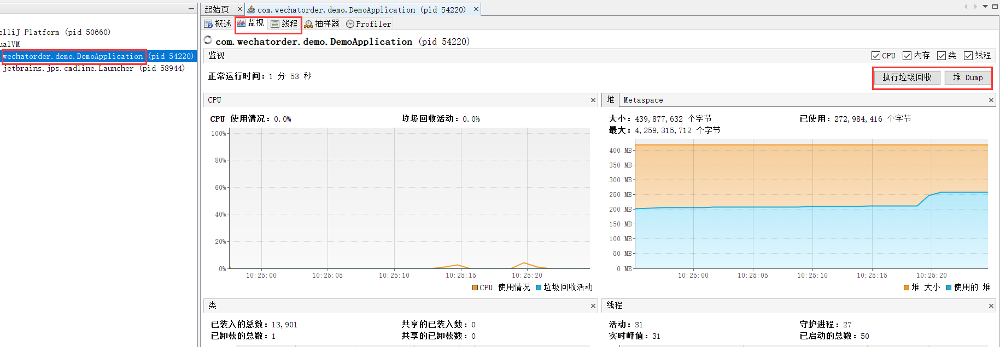 起始页 com.wechatorder.demo.DemoApplication (pid 54220)
概述 监视 线程 抽样器 Profiler
elliJ Platform (pid 50660)
ualVM
wechatorder.demo.DemoApplication (pid 54220)
jetbrains.jps.cmdline.Launcher (pid 58944)
com.wechatorder.demo.DemoApplication (pid 54220)
监视 CPU 内存 类 线程
正常运行时间：1 分 53 秒
执行垃圾回收 堆 Dump
CPU
CPU 使用情况：0.0% 垃圾回收活动：0.0%
100%
80%
60%
40%
20%
0%
10:25:00 10:25:05 10:25:10 10:25:15 10:25:20
CPU 使用情况 垃圾回收活动
堆 Metaspace
大小：439,877,632 个字节 已使用：272,984,416 个字节
最大：4,259,315,712 个字节
400 MB
350 MB
300 MB
250 MB
200 MB
150 MB
100 MB
50 MB
0 MB
10:25:00 10:25:05 10:25:10 10:25:15 10:25:20
堆 大小 使用的 堆
类
已装入的总数：13,901 共享的已装入数：0
已卸载的总数：1 共享的已卸载数：0
线程
活动：31 守护进程：27
实时峰值：31 已启动的总数：50